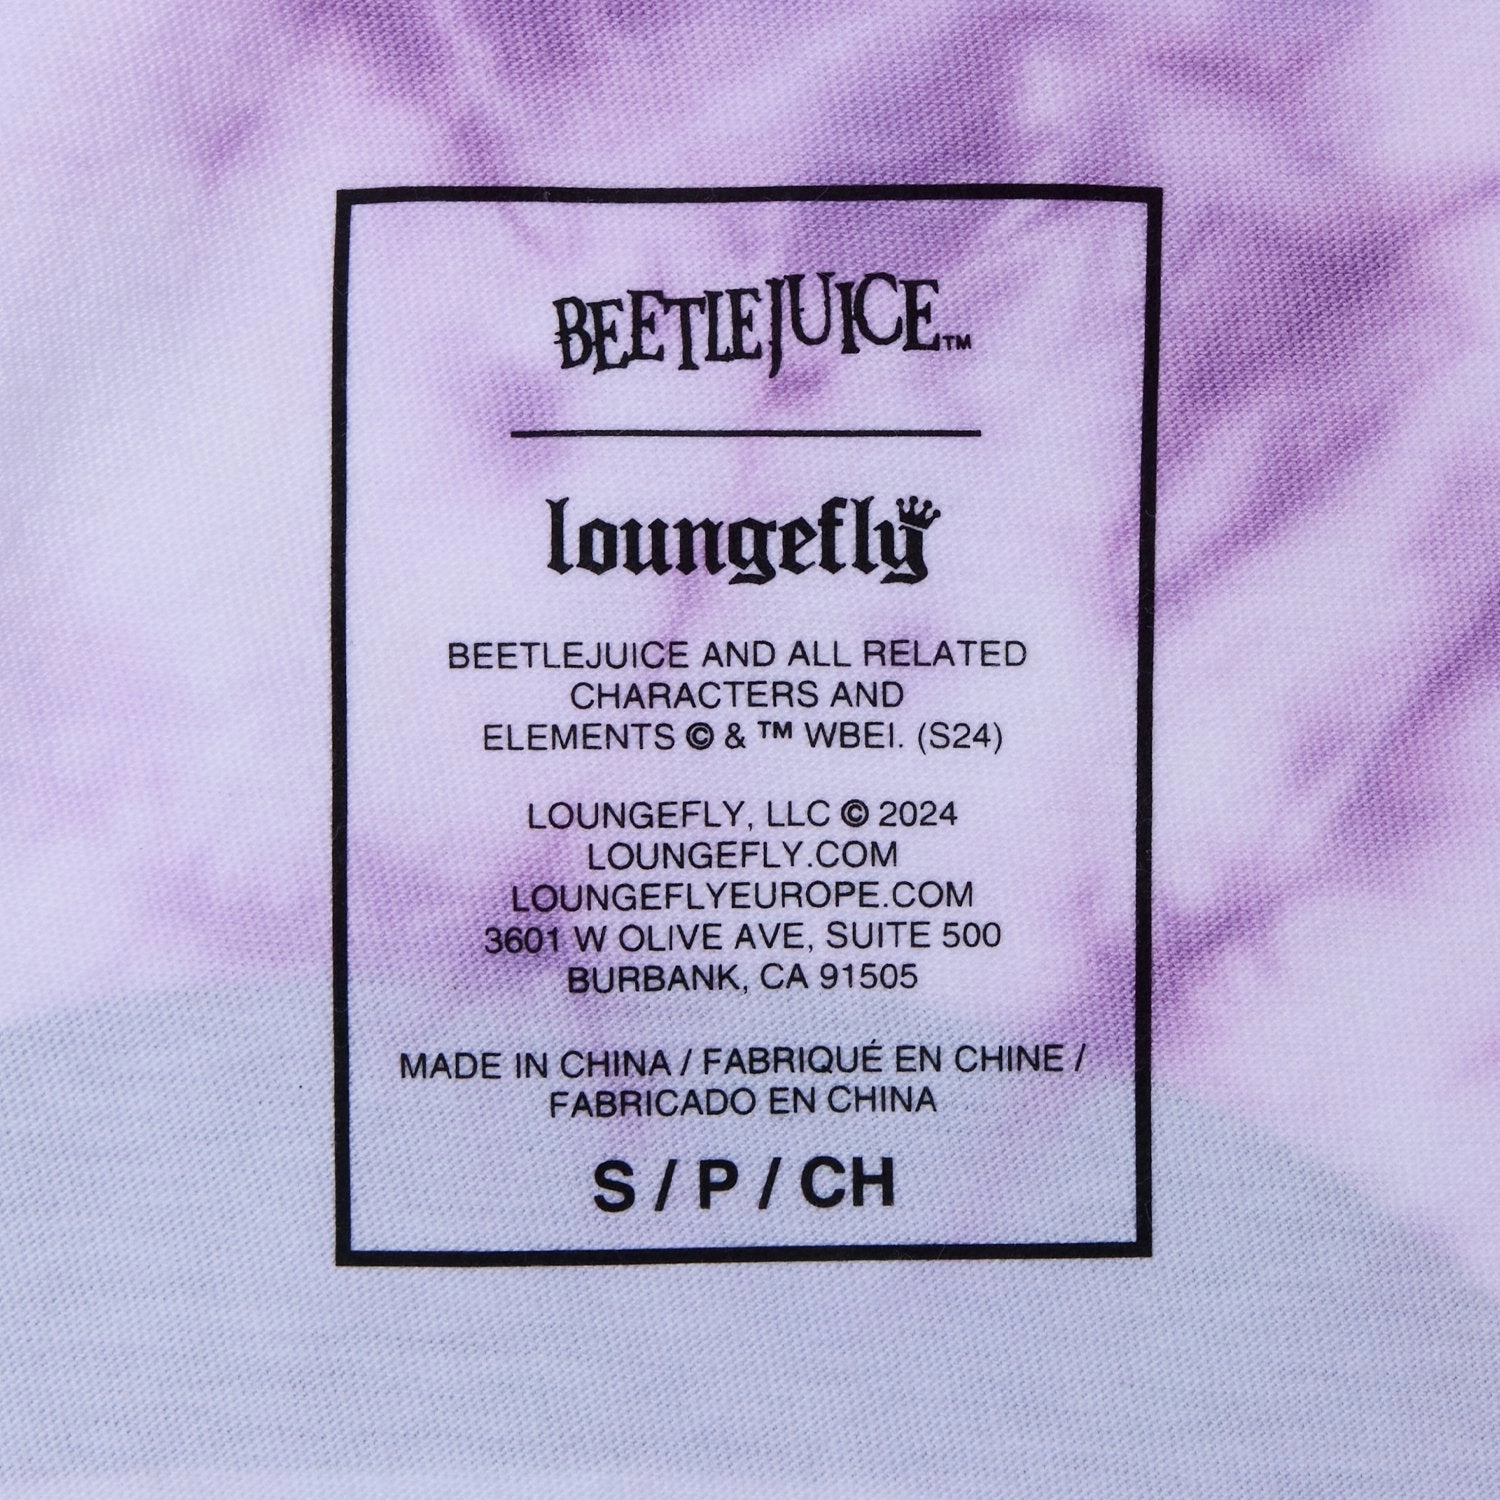 BEETLEJUICE™
loungefly
BEETLEJUICE AND ALL RELATED
CHARACTERS AND
ELEMENTS © & ™ WBEI. (S24)
LOUNGEFLY, LLC © 2024
LOUNGEFLY.COM
LOUNGEFLYEUROPE.COM
3601 W OLIVE AVE, SUITE 500
BURBANK, CA 91505
MADE IN CHINA / FABRIQUÉ EN CHINE /
FABRICADO EN CHINA
S / P / CH